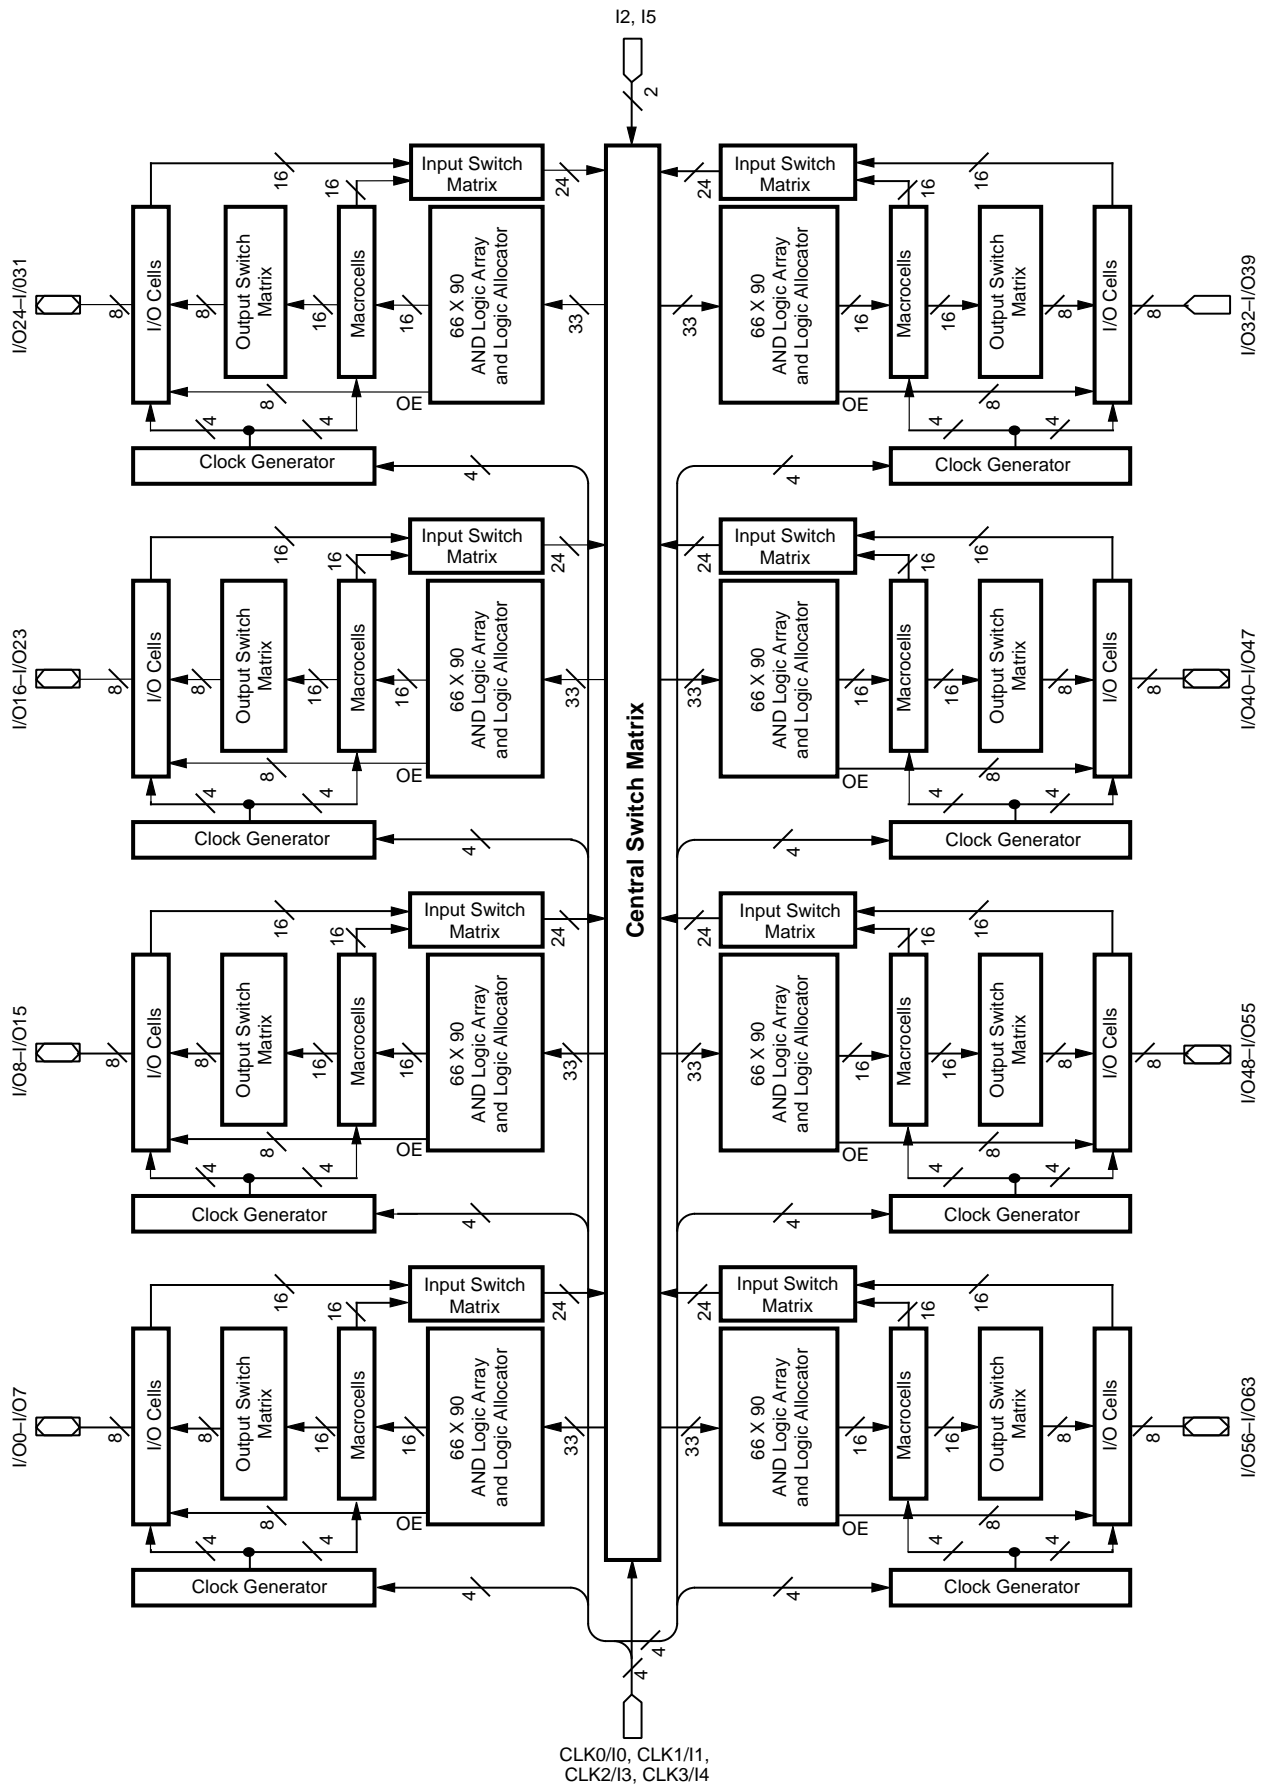 I2, I5
2
I/O24–I/031
8
I/O Cells
8
Output Switch
Matrix
16
Macrocells
16
66 X 90
AND Logic Array
and Logic Allocator
33
16
16
Input Switch
Matrix
24
8
OE
4
4
Clock Generator
4
Input Switch
Matrix
24
16
16
33
66 X 90
AND Logic Array
and Logic Allocator
16
Macrocells
16
Output Switch
Matrix
8
I/O Cells
8
I/O32–I/O39
OE
8
4
4
Clock Generator
4
I/O16–I/O23
8
I/O Cells
8
Output Switch
Matrix
16
Macrocells
16
66 X 90
AND Logic Array
and Logic Allocator
33
16
16
Input Switch
Matrix
24
8
OE
4
4
Clock Generator
4
Central Switch Matrix
Input Switch
Matrix
24
16
16
33
66 X 90
AND Logic Array
and Logic Allocator
16
Macrocells
16
Output Switch
Matrix
8
I/O Cells
8
I/O40–I/O47
OE
8
4
4
Clock Generator
4
I/O8–I/O15
8
I/O Cells
8
Output Switch
Matrix
16
Macrocells
16
66 X 90
AND Logic Array
and Logic Allocator
33
16
16
Input Switch
Matrix
24
8
OE
4
4
Clock Generator
4
Input Switch
Matrix
24
16
16
33
66 X 90
AND Logic Array
and Logic Allocator
16
Macrocells
16
Output Switch
Matrix
8
I/O Cells
8
I/O48–I/O55
OE
8
4
4
Clock Generator
4
I/O0–I/O7
8
I/O Cells
8
Output Switch
Matrix
16
Macrocells
16
66 X 90
AND Logic Array
and Logic Allocator
33
16
16
Input Switch
Matrix
24
8
OE
4
4
Clock Generator
4
Input Switch
Matrix
24
16
16
33
66 X 90
AND Logic Array
and Logic Allocator
16
Macrocells
16
Output Switch
Matrix
8
I/O Cells
8
I/O56–I/O63
OE
8
4
4
Clock Generator
4
4
4
CLK0/I0, CLK1/I1,
CLK2/I3, CLK3/I4